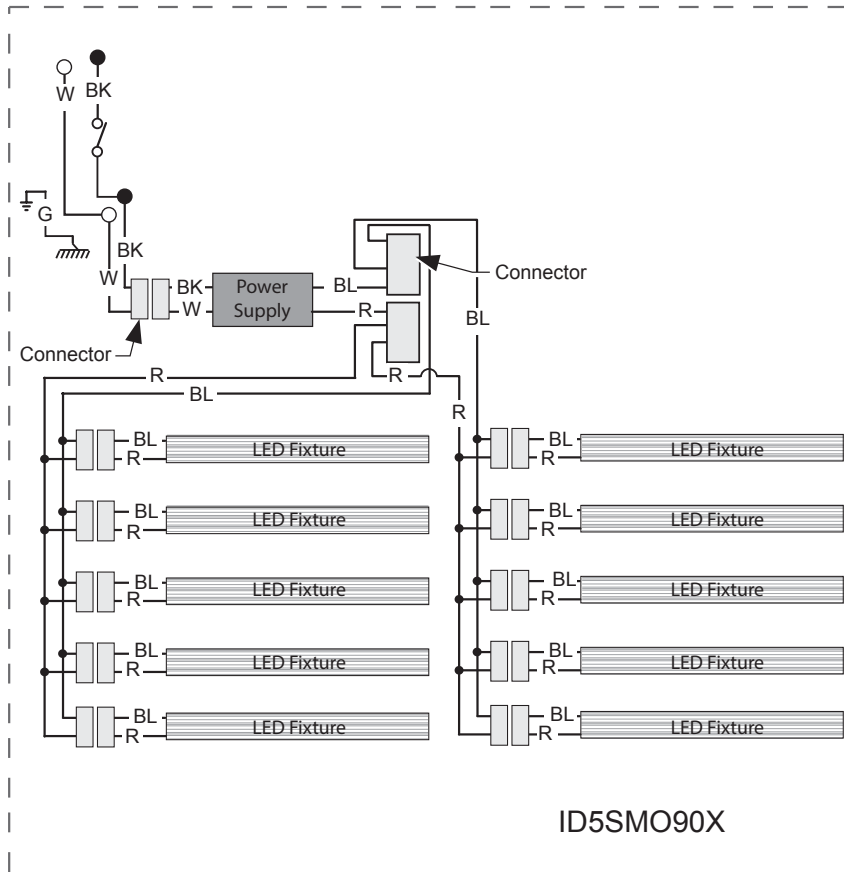 W
BK
G
BK
W
BK
W
Power
Supply
BL
R
Connector
Connector
BL
R
BL
R
R
BL
R
LED Fixture
BL
R
LED Fixture
BL
R
LED Fixture
BL
R
LED Fixture
BL
R
LED Fixture
BL
R
LED Fixture
BL
R
LED Fixture
BL
R
LED Fixture
BL
R
LED Fixture
BL
R
LED Fixture
ID5SMO90X